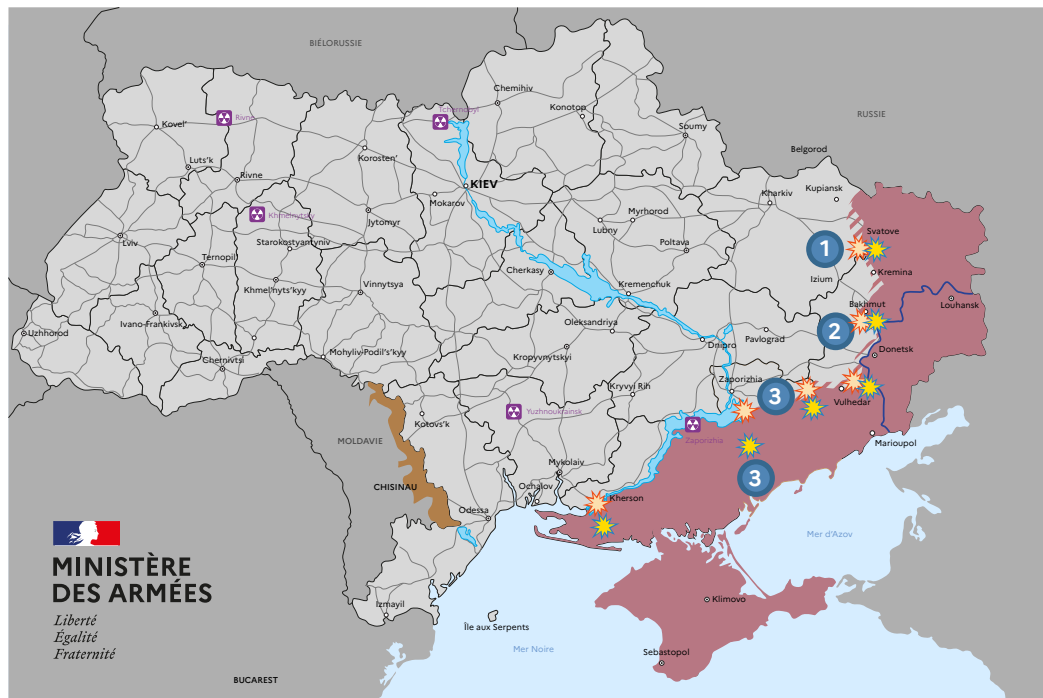 BIÉLORUSSIE
Chemihiv
Tchernobyl
Konotop
RUSSIE
Rivne
Kovel'
Soumy
Belgorod
Korosten'
Luts'k
Rivne
KIEV
Kharkiv
Kupiansk
Mokarov
Khmelnytsky
Jytomyr
Myrhorod
Lubny
Svatove
Lviv
Starokostyantyniv
Poltava
1
Ternopil
Cherkasy
Izium
Kremina
Khmel'nyts'kyy
Vinnytsya
Kremenchuk
Bakhmut
Louhansk
Ivano-Frankivsk
Oleksandriya
2
Uzhhorod
Pavlograd
Dnipro
Donetsk
Chernivtsi
Mohyliv-Podil's'kyy
Kropyvnytskyi
Zaporizhia
Kryvyi Rih
3
Vulhedar
Yuzhnoukrainsk
Kotovs'k
MOLDAVIE
Zaporizhia
Marioupol
Mykolaiv
3
CHISINAU
Ochalov
Kherson
Odessa
Mer d'Azov
MINISTÈRE
DES ARMÉES
Liberté
Égalité
Fraternité
Izmayil
Klimovo
Île aux Serpents
Mer Noire
Sebastopol
BUCAREST